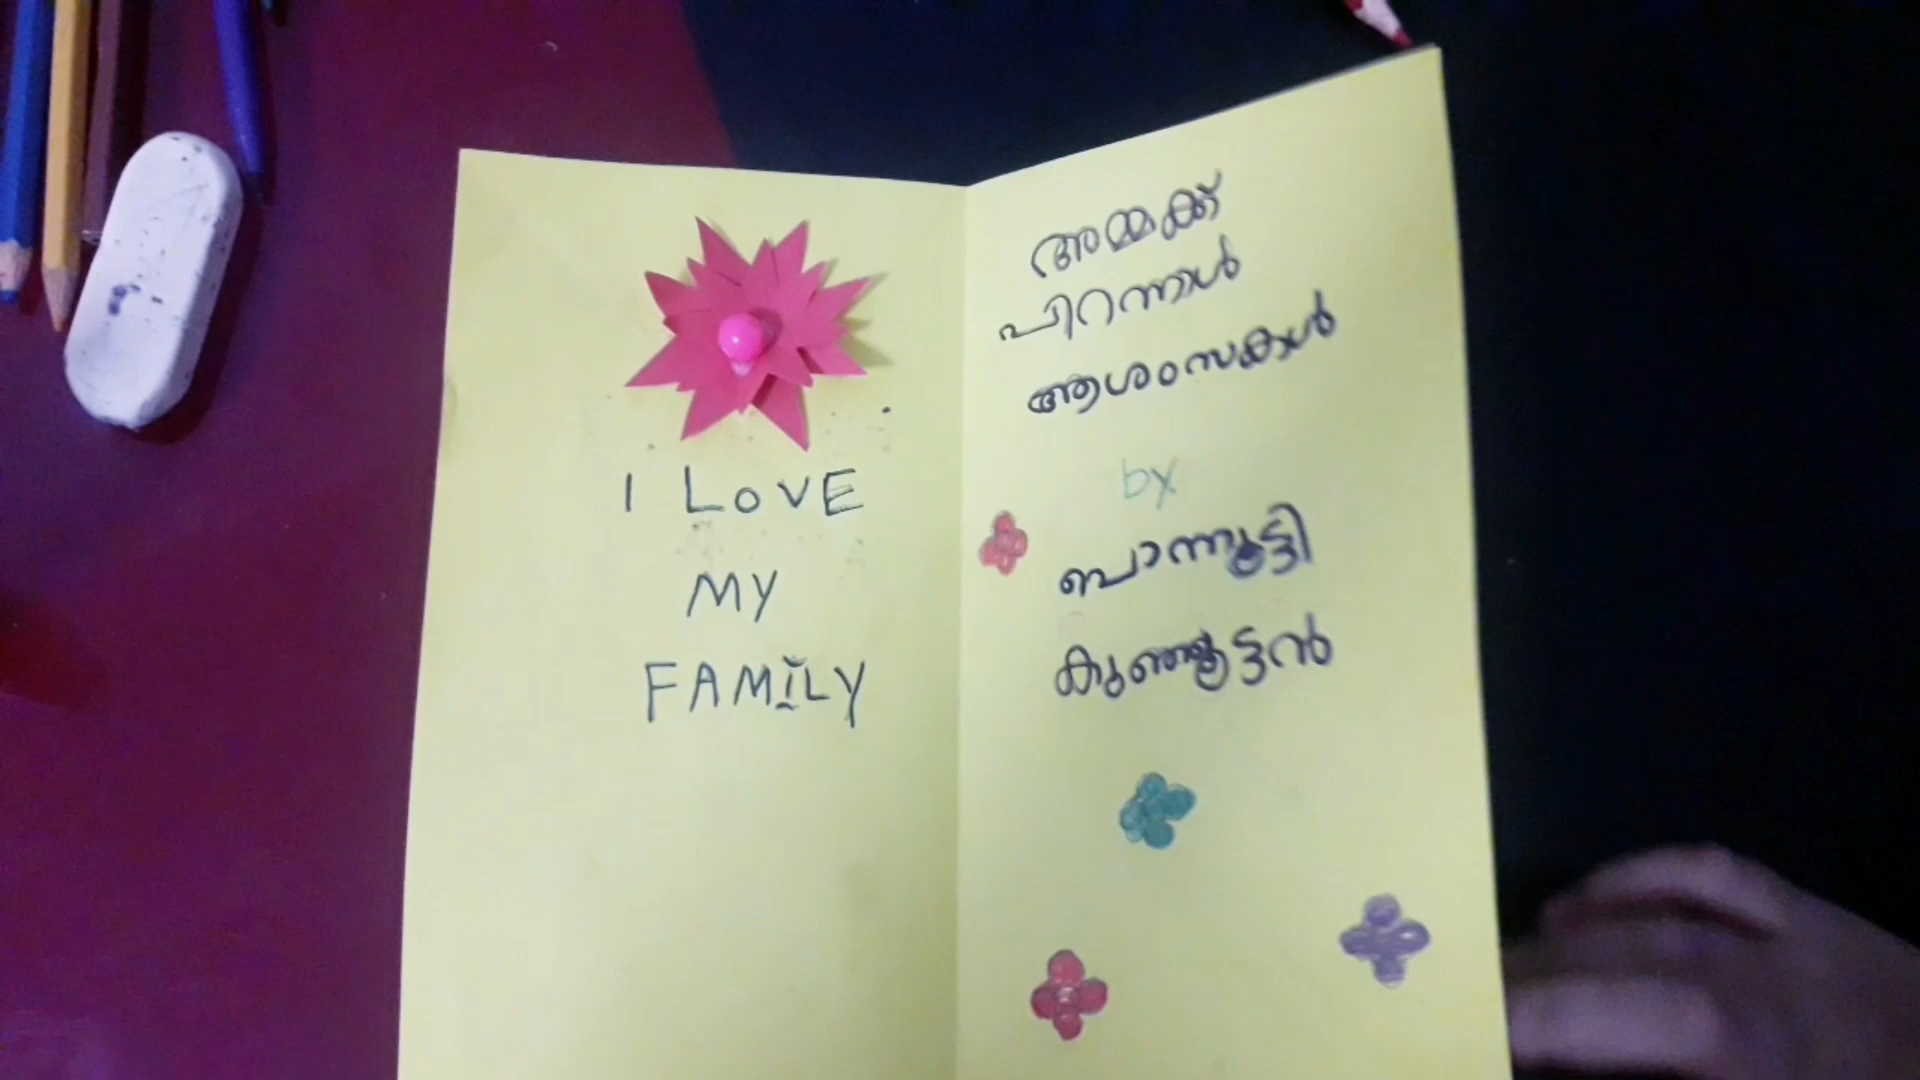 I LOVE
MY
FAMILY
അമ്മക്ക്
പിറന്നാൾ
ആശംസകൾ
by
പൊന്നൂട്ടി
കുഞ്ഞൂട്ടൻ